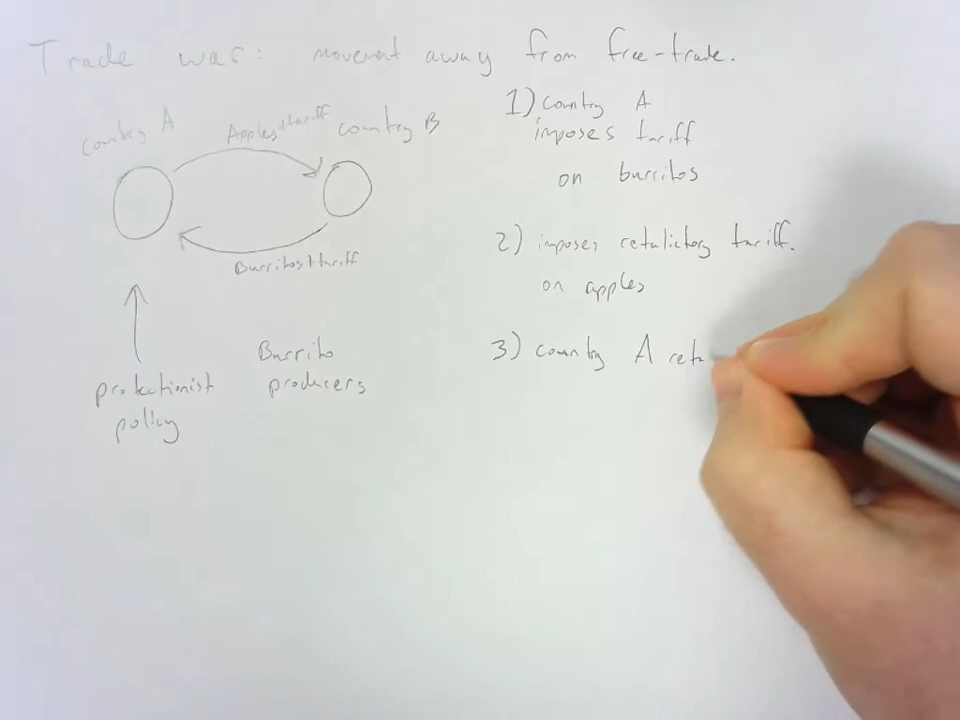 Trade war: movement away from free-trade.
country A
Apples+tariff
country B
Burritos+tariff
protectionist
policy
Burrito
producers
1) country A
imposes tariff
on burritos
2) imposes retaliatory tariff.
on apples
3) country A reta